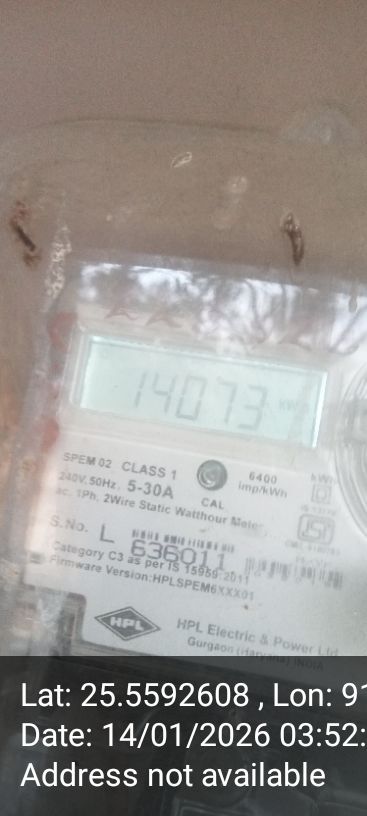 14073 kWh
SPEM 02 CLASS 1
240V, 50Hz, 5-30A
ac, 1Ph, 2Wire Static Watthour Meter
CAL
6400
imp/kWh
kWh
S.No. L 636011
Category C3 as per IS 15959:2011
Firmware Version:HPLSPEM6XXX01
HPL
HPL Electric & Power Ltd
Gurgaon (Haryana) INDIA
Lat: 25.5592608 , Lon: 91
Date: 14/01/2026 03:52:
Address not available